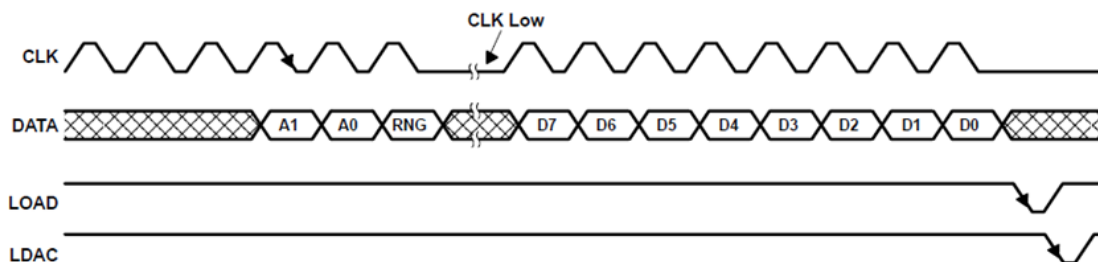 CLK Low
CLK
DATA A1 A0 RNG D7 D6 D5 D4 D3 D2 D1 D0
LOAD
LDAC